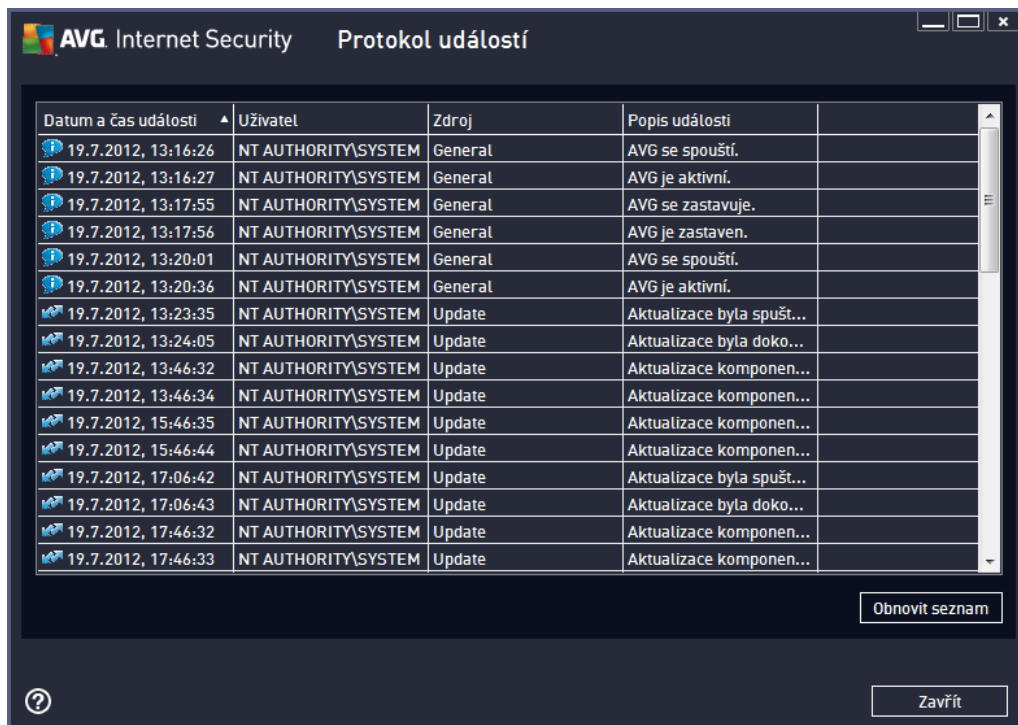 AVG. Internet Security Protokol událostí
Datum a čas události Uživatel Zdroj Popis události
19.7.2012, 13:16:26 NT AUTHORITY\SYSTEM General AVG se spouští.
19.7.2012, 13:16:27 NT AUTHORITY\SYSTEM General AVG je aktivní.
19.7.2012, 13:17:55 NT AUTHORITY\SYSTEM General AVG se zastavuje.
19.7.2012, 13:17:56 NT AUTHORITY\SYSTEM General AVG je zastaven.
19.7.2012, 13:20:01 NT AUTHORITY\SYSTEM General AVG se spouští.
19.7.2012, 13:20:36 NT AUTHORITY\SYSTEM General AVG je aktivní.
19.7.2012, 13:23:35 NT AUTHORITY\SYSTEM Update Aktualizace byla spušt...
19.7.2012, 13:24:05 NT AUTHORITY\SYSTEM Update Aktualizace byla doko...
19.7.2012, 13:46:32 NT AUTHORITY\SYSTEM Update Aktualizace komponen...
19.7.2012, 13:46:34 NT AUTHORITY\SYSTEM Update Aktualizace komponen...
19.7.2012, 15:46:35 NT AUTHORITY\SYSTEM Update Aktualizace komponen...
19.7.2012, 15:46:44 NT AUTHORITY\SYSTEM Update Aktualizace komponen...
19.7.2012, 17:06:42 NT AUTHORITY\SYSTEM Update Aktualizace byla spušt...
19.7.2012, 17:06:43 NT AUTHORITY\SYSTEM Update Aktualizace byla doko...
19.7.2012, 17:46:32 NT AUTHORITY\SYSTEM Update Aktualizace komponen...
19.7.2012, 17:46:33 NT AUTHORITY\SYSTEM Update Aktualizace komponen...
Obnovit seznam
Zavřít